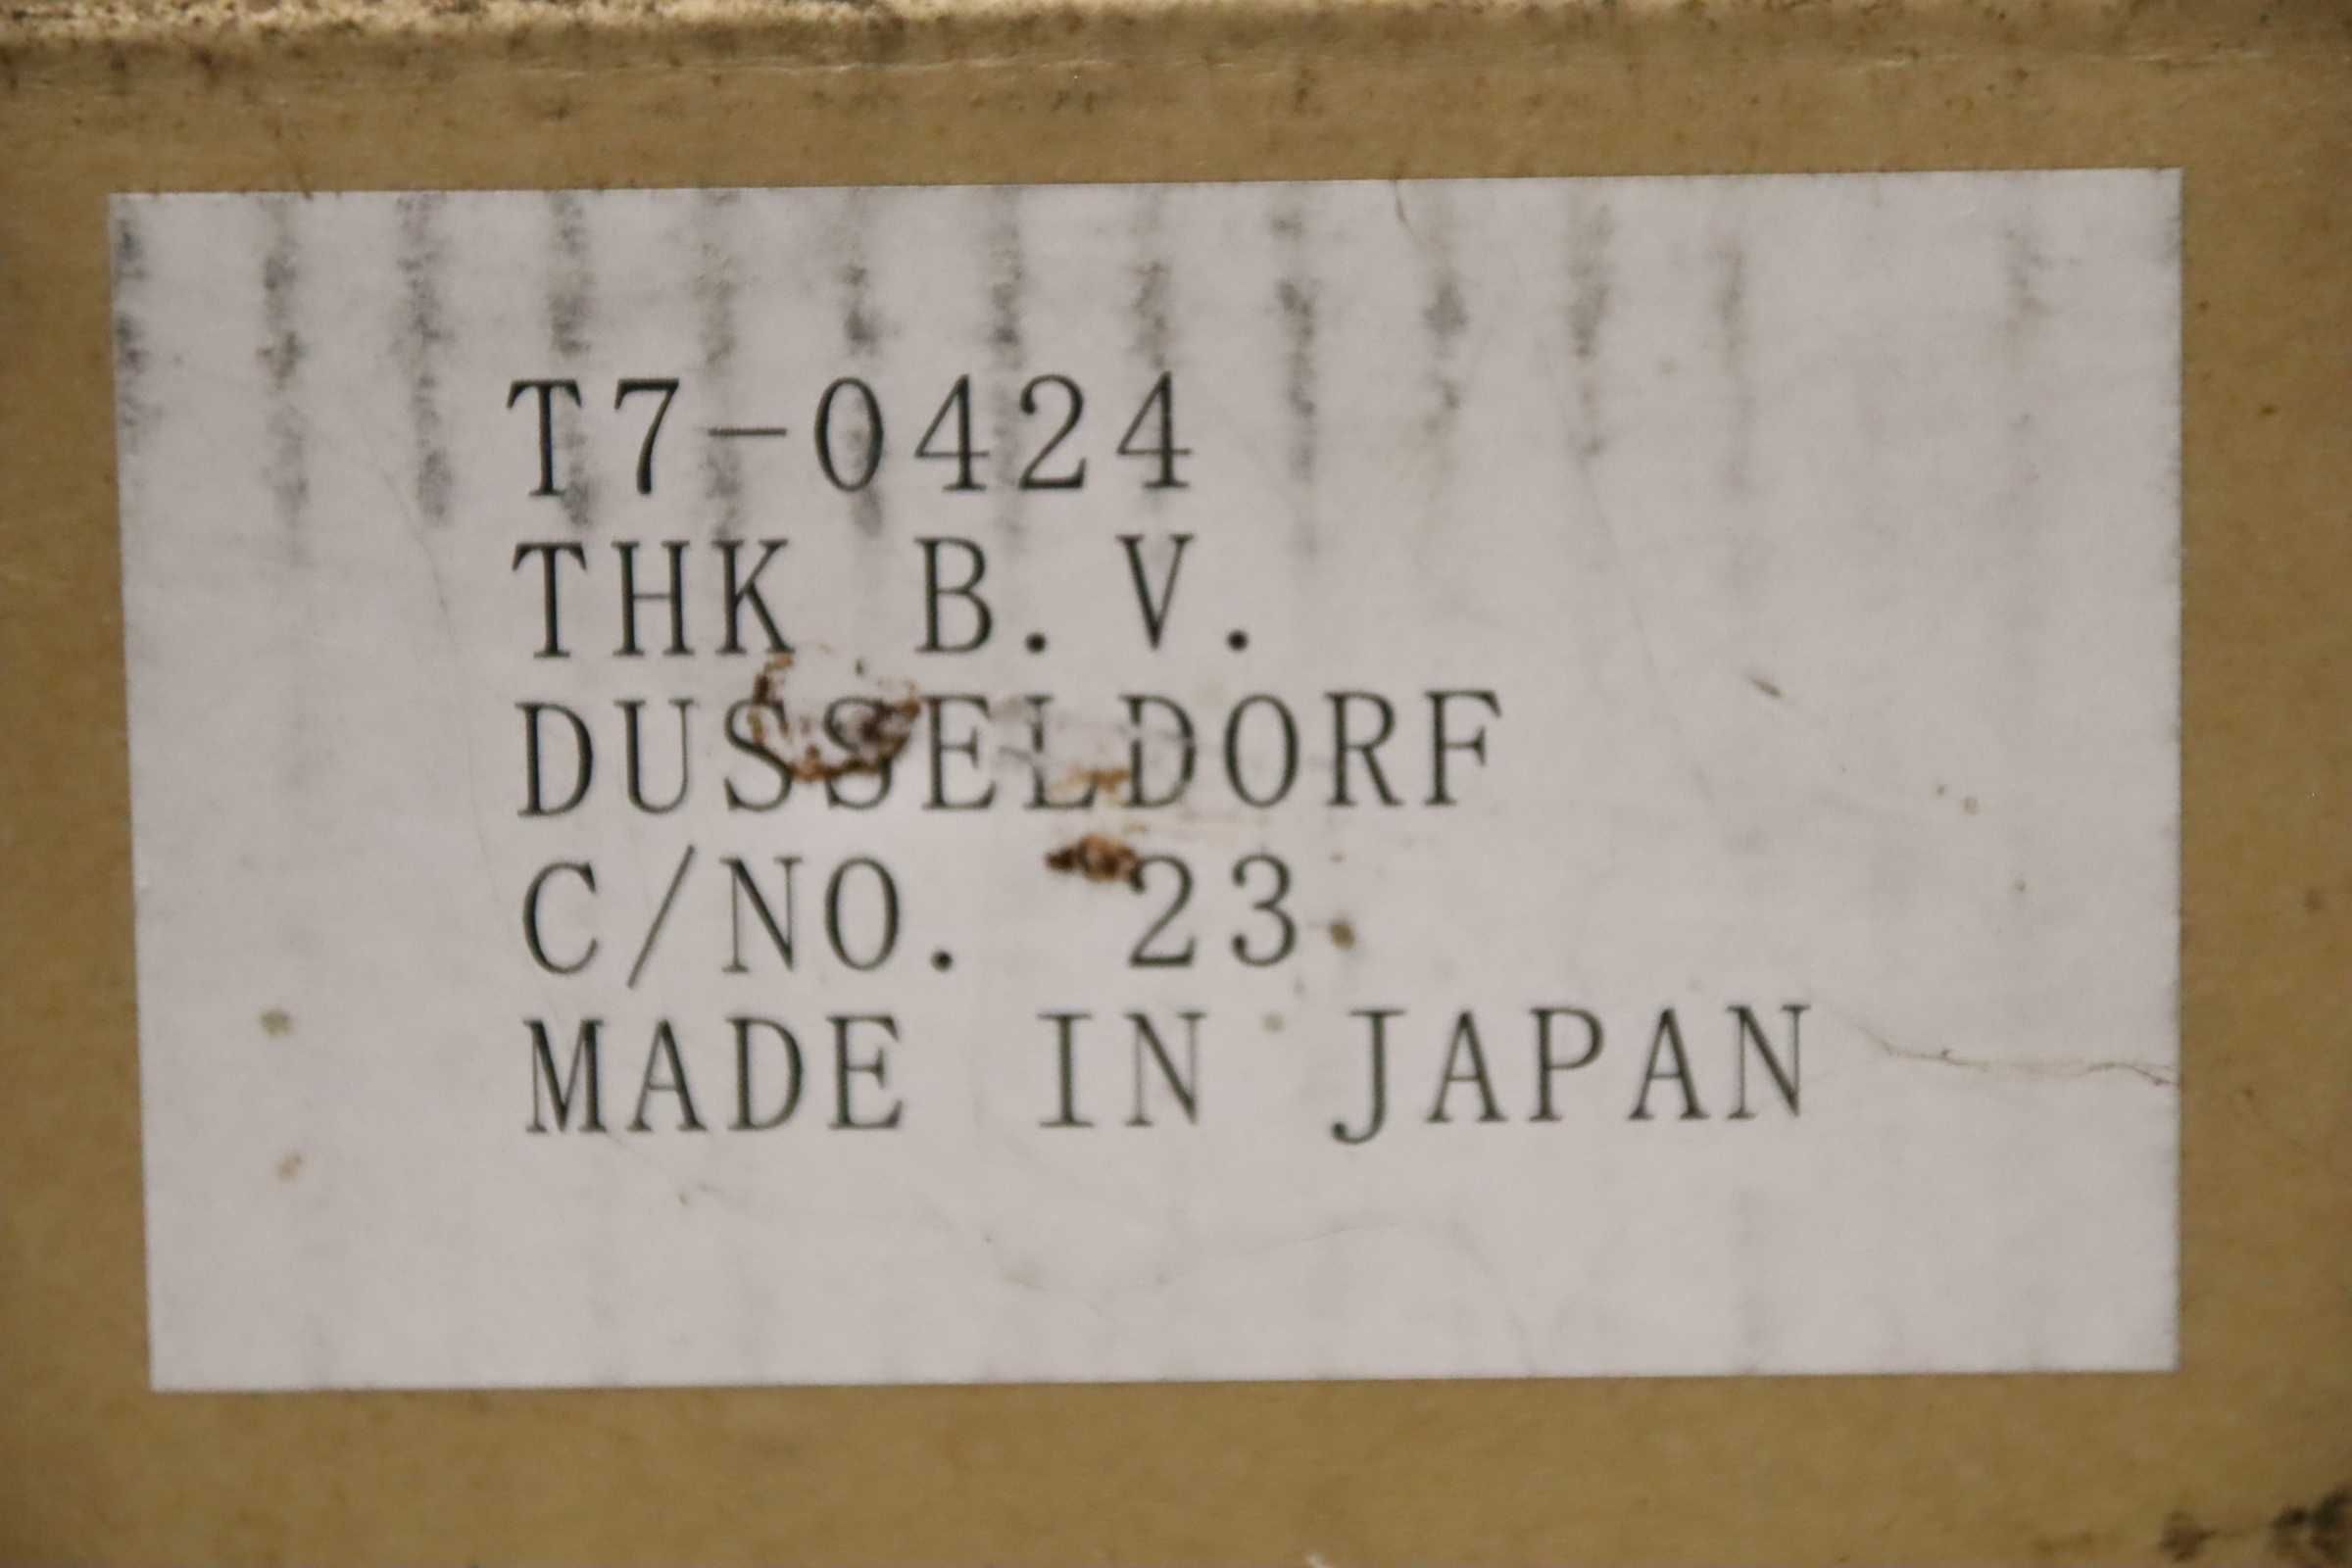 T7-0424
THK B.V.
DUSSELDORF
C/NO. 23
MADE IN JAPAN